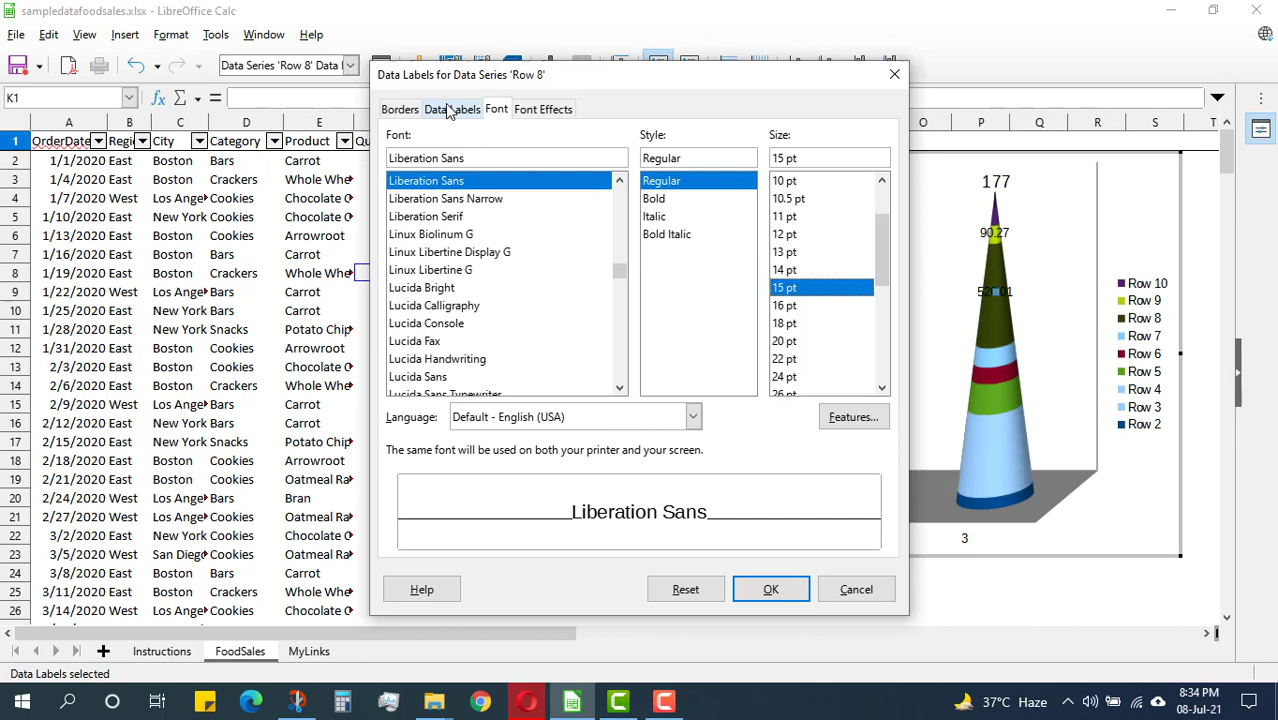 sampledatafoodsales.xlsx - LibreOffice Calc
File Edit View Insert Format Tools Window Help
Data Series 'Row 8' Data
K1
Data Labels for Data Series 'Row 8'
Borders Data Labels Font Font Effects
Font: Style: Size:
Liberation Sans Regular 15 pt
Liberation Sans Regular 10 pt
Liberation Sans Narrow Bold 10.5 pt
Liberation Serif Italic 11 pt
Linux Biolinum G Bold Italic 12 pt
Linux Libertine Display G 13 pt
Linux Libertine G 14 pt
Lucida Bright 15 pt
Lucida Calligraphy 16 pt
Lucida Console 18 pt
Lucida Fax 20 pt
Lucida Handwriting 22 pt
Lucida Sans 24 pt
Lucida Sans Typewriter 26 pt
Language: Default - English (USA) Features...
The same font will be used on both your printer and your screen.
Liberation Sans
Help Reset OK Cancel
A B C D E O P Q R S T
1 OrderDate Regi City Category Product Qu
2 1/1/2020 East Boston Bars Carrot
3 1/4/2020 East Boston Crackers Whole Whe
4 1/7/2020 West Los Ange Cookies Chocolate C
5 1/10/2020 East New York Cookies Chocolate C
6 1/13/2020 East Boston Cookies Arrowroot
7 1/16/2020 East Boston Bars Carrot
8 1/19/2020 East Boston Crackers Whole Whe
9 1/22/2020 West Los Ange Bars Carrot
10 1/25/2020 East New York Bars Carrot
11 1/28/2020 East New York Snacks Potato Chip
12 1/31/2020 East Boston Cookies Arrowroot
13 2/3/2020 East Boston Cookies Chocolate C
14 2/6/2020 East Boston Crackers Whole Whe
15 2/9/2020 West Los Ange Bars Carrot
16 2/12/2020 East New York Bars Carrot
17 2/15/2020 East New York Snacks Potato Chip
18 2/18/2020 East Boston Cookies Arrowroot
19 2/21/2020 East Boston Cookies Oatmeal Ra
20 2/24/2020 West Los Ange Bars Bran
21 2/27/2020 West Los Ange Cookies Oatmeal Ra
22 3/2/2020 East New York Cookies Chocolate C
23 3/5/2020 West San Dieg Cookies Oatmeal Ra
24 3/8/2020 East Boston Bars Carrot
25 3/11/2020 East Boston Crackers Whole Whe
26 3/14/2020 West Los Ange Cookies Chocolate C
177
90.27
3
Row 10
Row 9
Row 8
Row 7
Row 6
Row 5
Row 4
Row 3
Row 2
Instructions FoodSales MyLinks
Data Labels selected
37°C Haze
8:34 PM
08-Jul-21